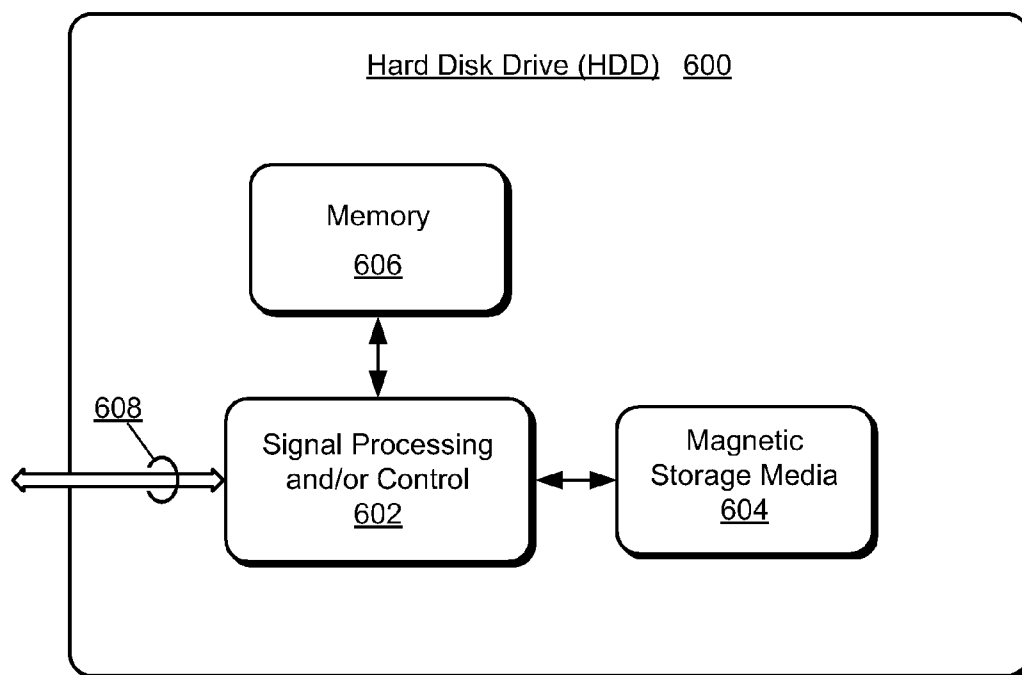 Hard Disk Drive (HDD) 600
Memory
606
608
Signal Processing
and/or Control
602
Magnetic
Storage Media
604